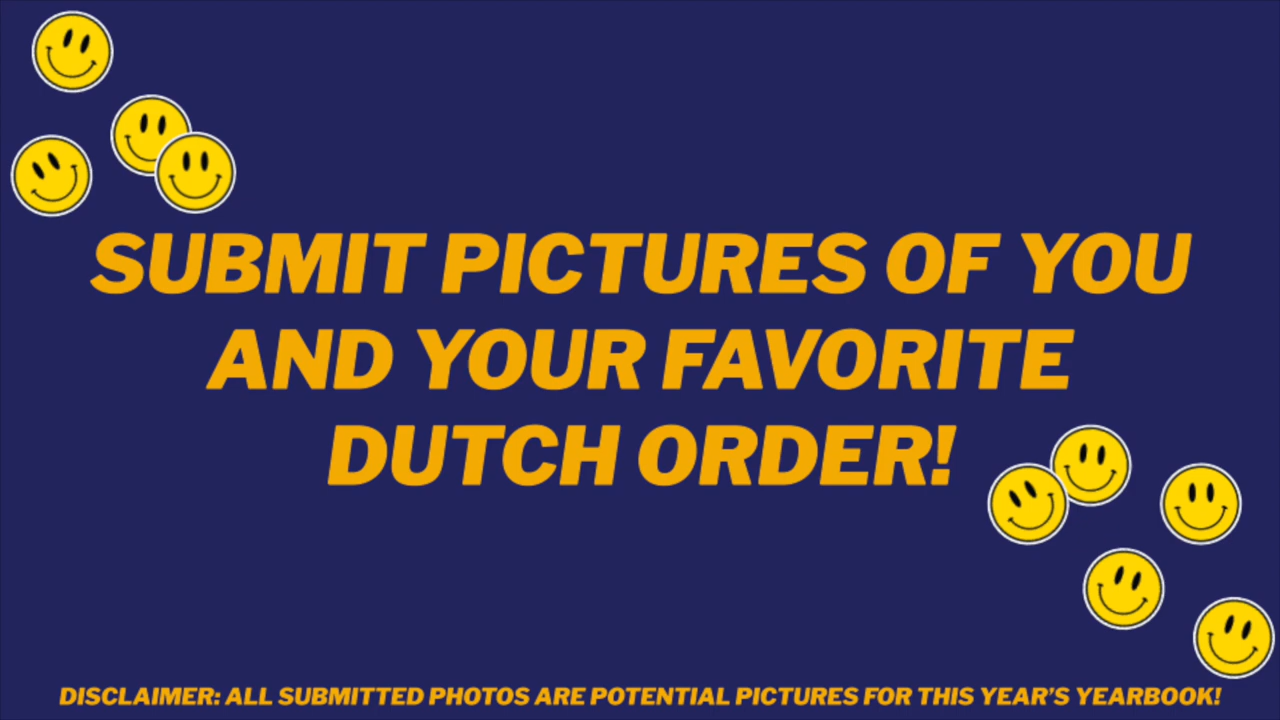 SUBMIT PICTURES OF YOU
AND YOUR FAVORITE
DUTCH ORDER!
DISCLAIMER: ALL SUBMITTED PHOTOS ARE POTENTIAL PICTURES FOR THIS YEAR'S YEARBOOK!